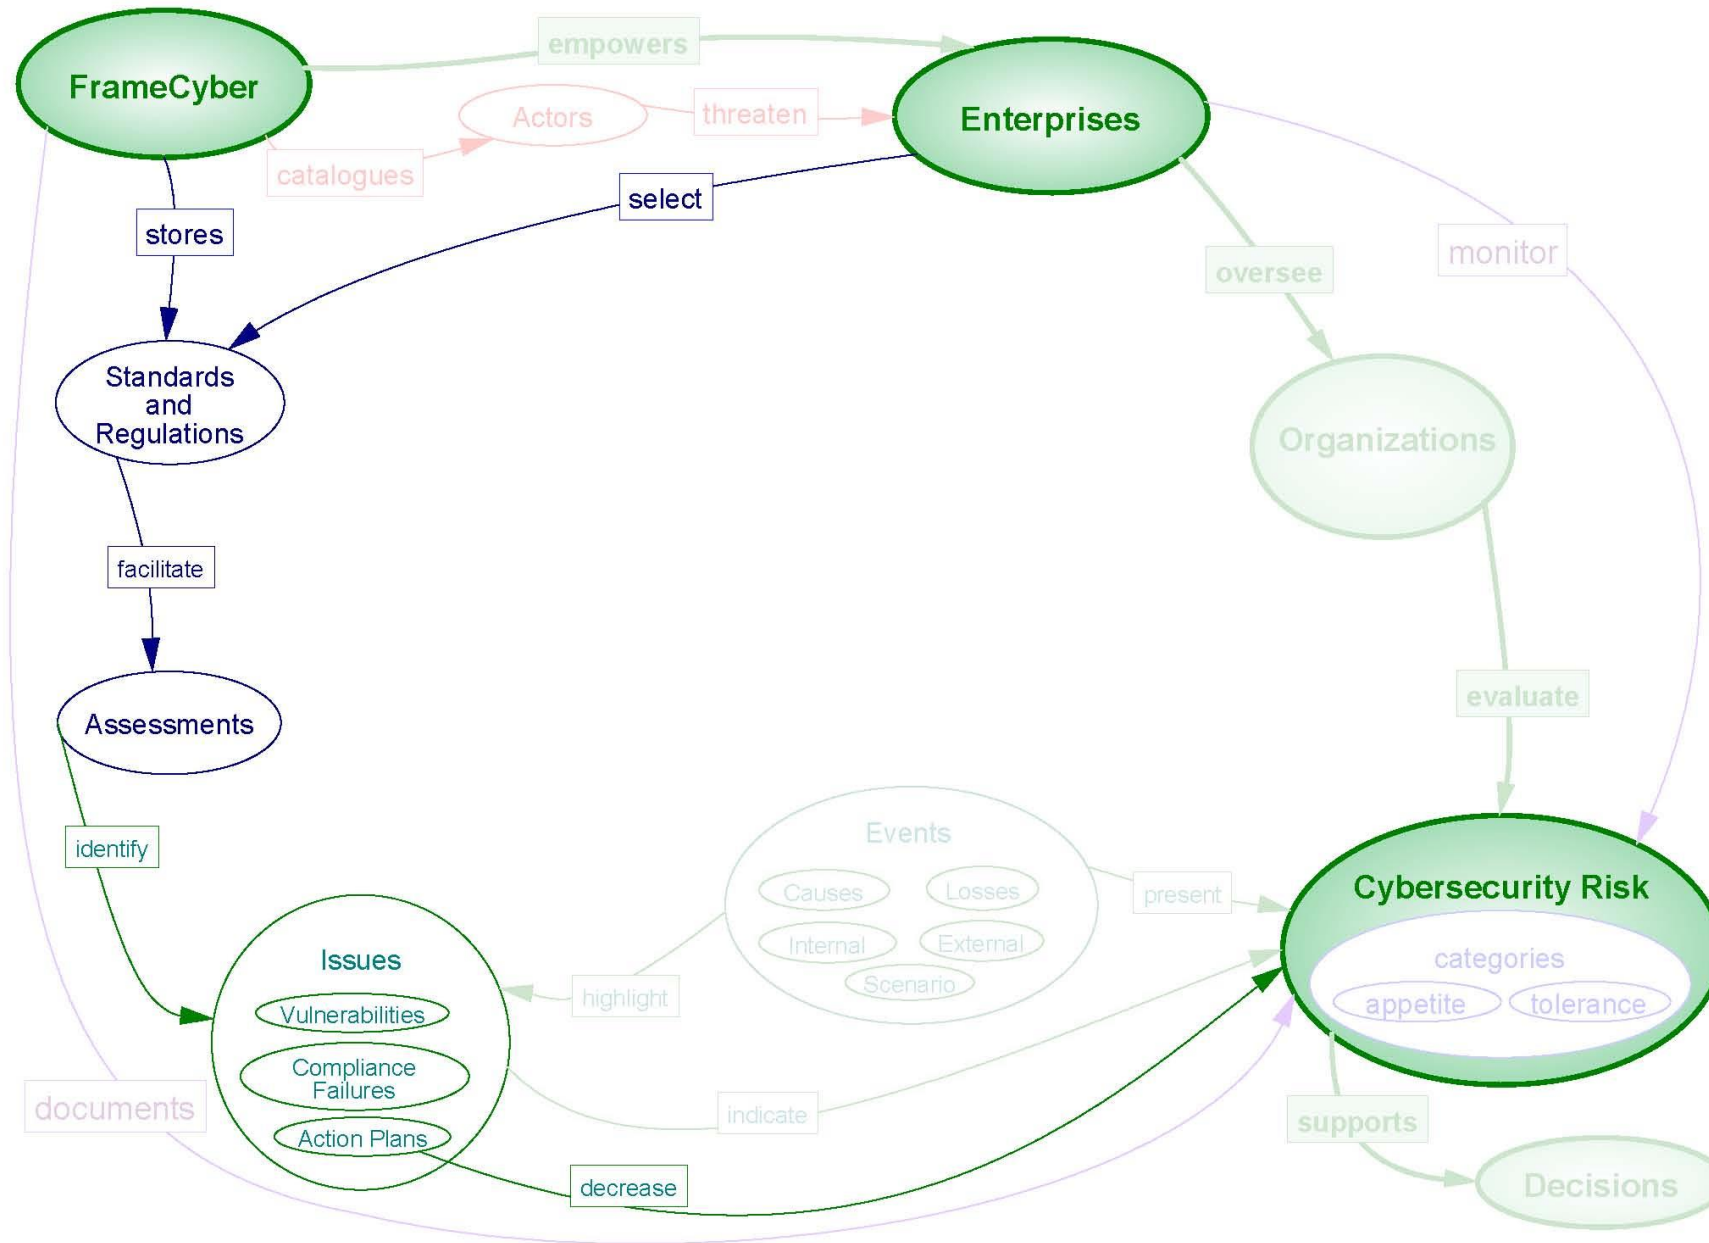 empowers
FrameCyber
Actors
threaten
Enterprises
catalogues
select
stores
monitor
oversee
Standards
and
Regulations
Organizations
facilitate
evaluate
Assessments
identify
Events
Causes
Losses
Internal
External
Scenario
present
Cybersecurity Risk
categories
appetite
tolerance
Issues
highlight
Vulnerabilities
Compliance
Failures
Action Plans
documents
indicate
supports
decrease
Decisions